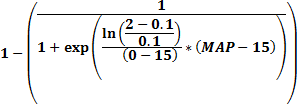 1 − ( 1 / ( 1 + exp ( ( ln ( (2 − 0.1) / 0.1 ) / (0 − 15) ) * (MAP − 15) ) ) )